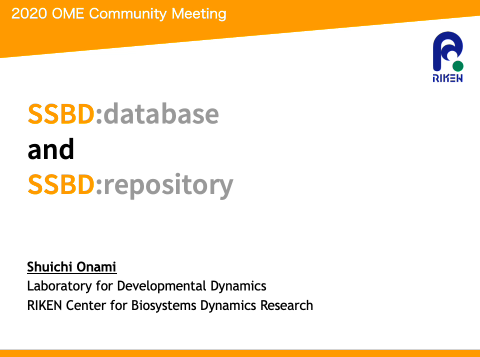 2020 OME Community Meeting
RIKEN
SSBD:database
and
SSBD:repository
Shuichi Onami
Laboratory for Developmental Dynamics
RIKEN Center for Biosystems Dynamics Research